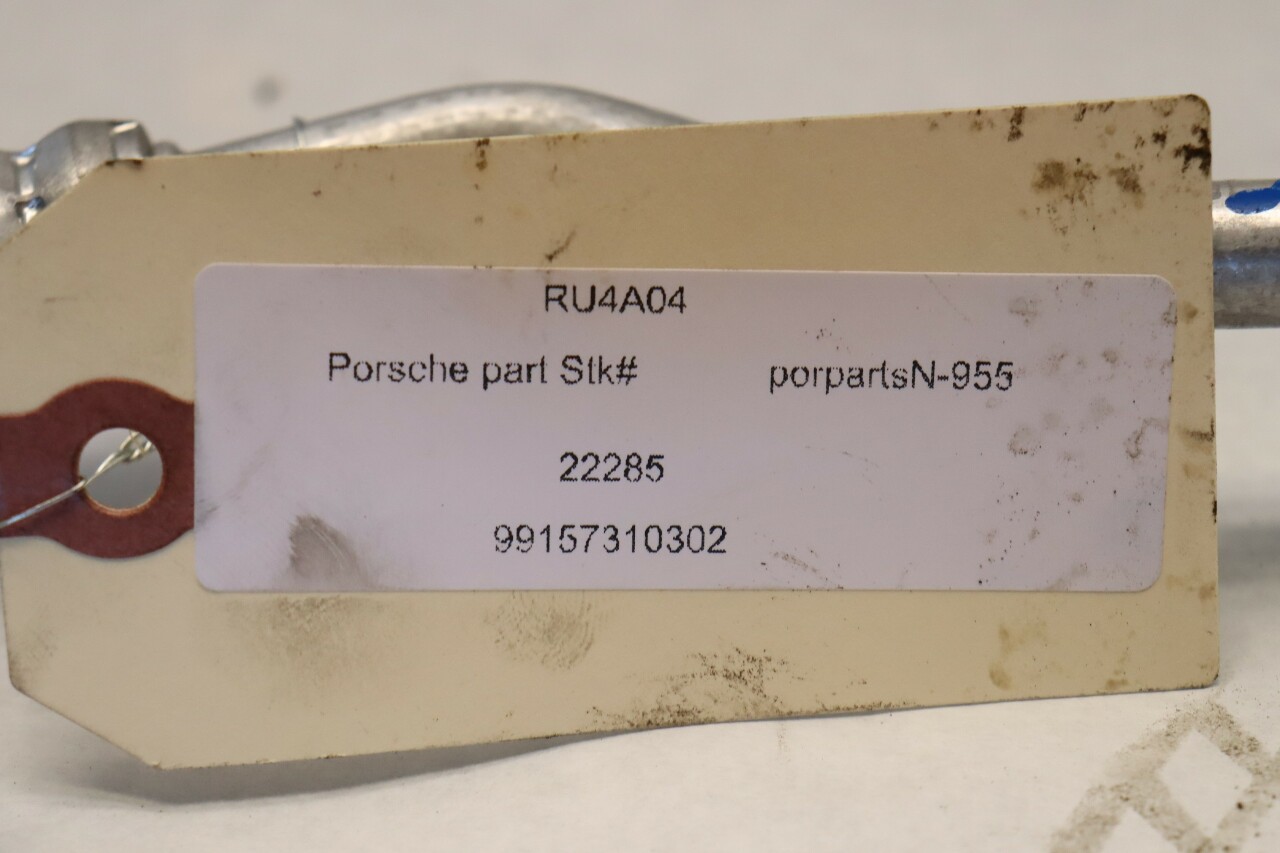 RU4A04
Porsche part Stk# porpartsN-955
22285
99157310302